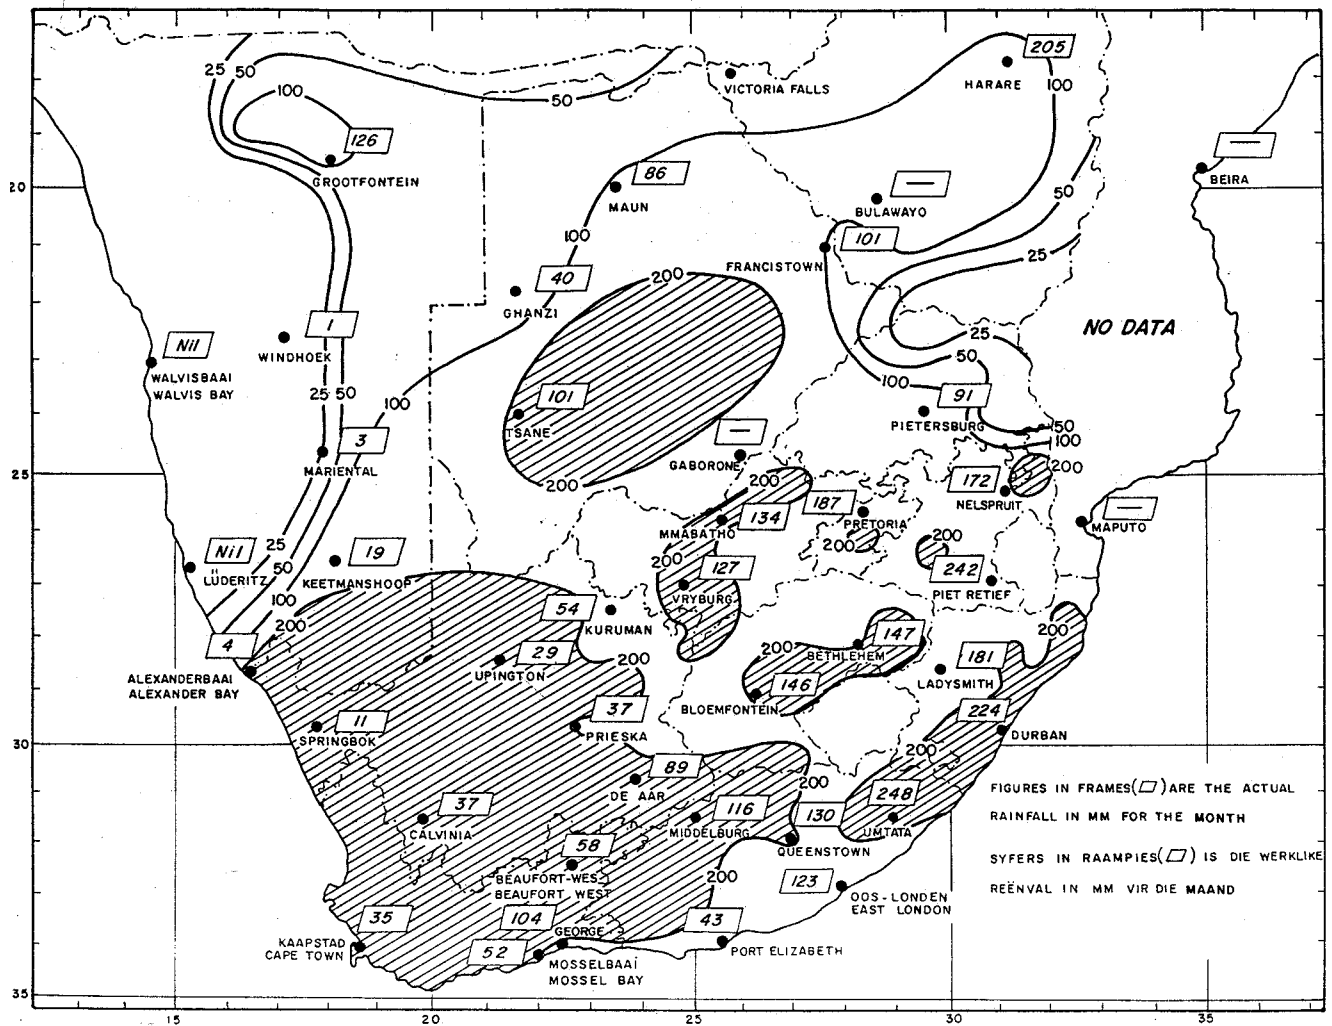 205
25
50
100
HARARE
100
VICTORIA FALLS
50
126
GROOTFONTEIN
20
86
MAUN
—
BEIRA
—
BULAWAYO
50
100
101
FRANCISTOWN
25
40
GHANZI
200
1
WINDHOEK
Nil
WALVISBAAI
WALVIS BAY
NO DATA
25
50
25
50
100
100
101
TSANE
91
PIETERSBURG
50
100
3
MARIENTAL
—
GABORONE
25
200
200
200
172
NELSPRUIT
187
PRETORIA
134
MMABATHO
—
MAPUTO
Nil
LÜDERITZ
25
50
100
200
19
KEETMANSHOOP
200
127
VRYBURG
200
200
242
PIET RETIEF
54
KURUMAN
4
ALEXANDERBAAI
ALEXANDER BAY
29
UPINGTON
200
200
147
BETHLEHEM
200
181
LADYSMITH
146
BLOEMFONTEIN
11
SPRINGBOK
37
PRIESKA
224
DURBAN
30
200
89
DE AAR
200
248
UMTATA
37
CALVINIA
116
MIDDELBURG
130
QUEENSTOWN
58
BEAUFORT-WES
BEAUFORT WEST
200
123
OOS-LONDEN
EAST LONDON
35
KAAPSTAD
CAPE TOWN
104
GEORGE
52
MOSSELBAAI
MOSSEL BAY
43
PORT ELIZABETH
FIGURES IN FRAMES( ) ARE THE ACTUAL
RAINFALL IN MM FOR THE MONTH
SYFERS IN RAAMPIES( ) IS DIE WERKLIKE
REËNVAL IN MM VIR DIE MAAND
35
15
20
25
30
35